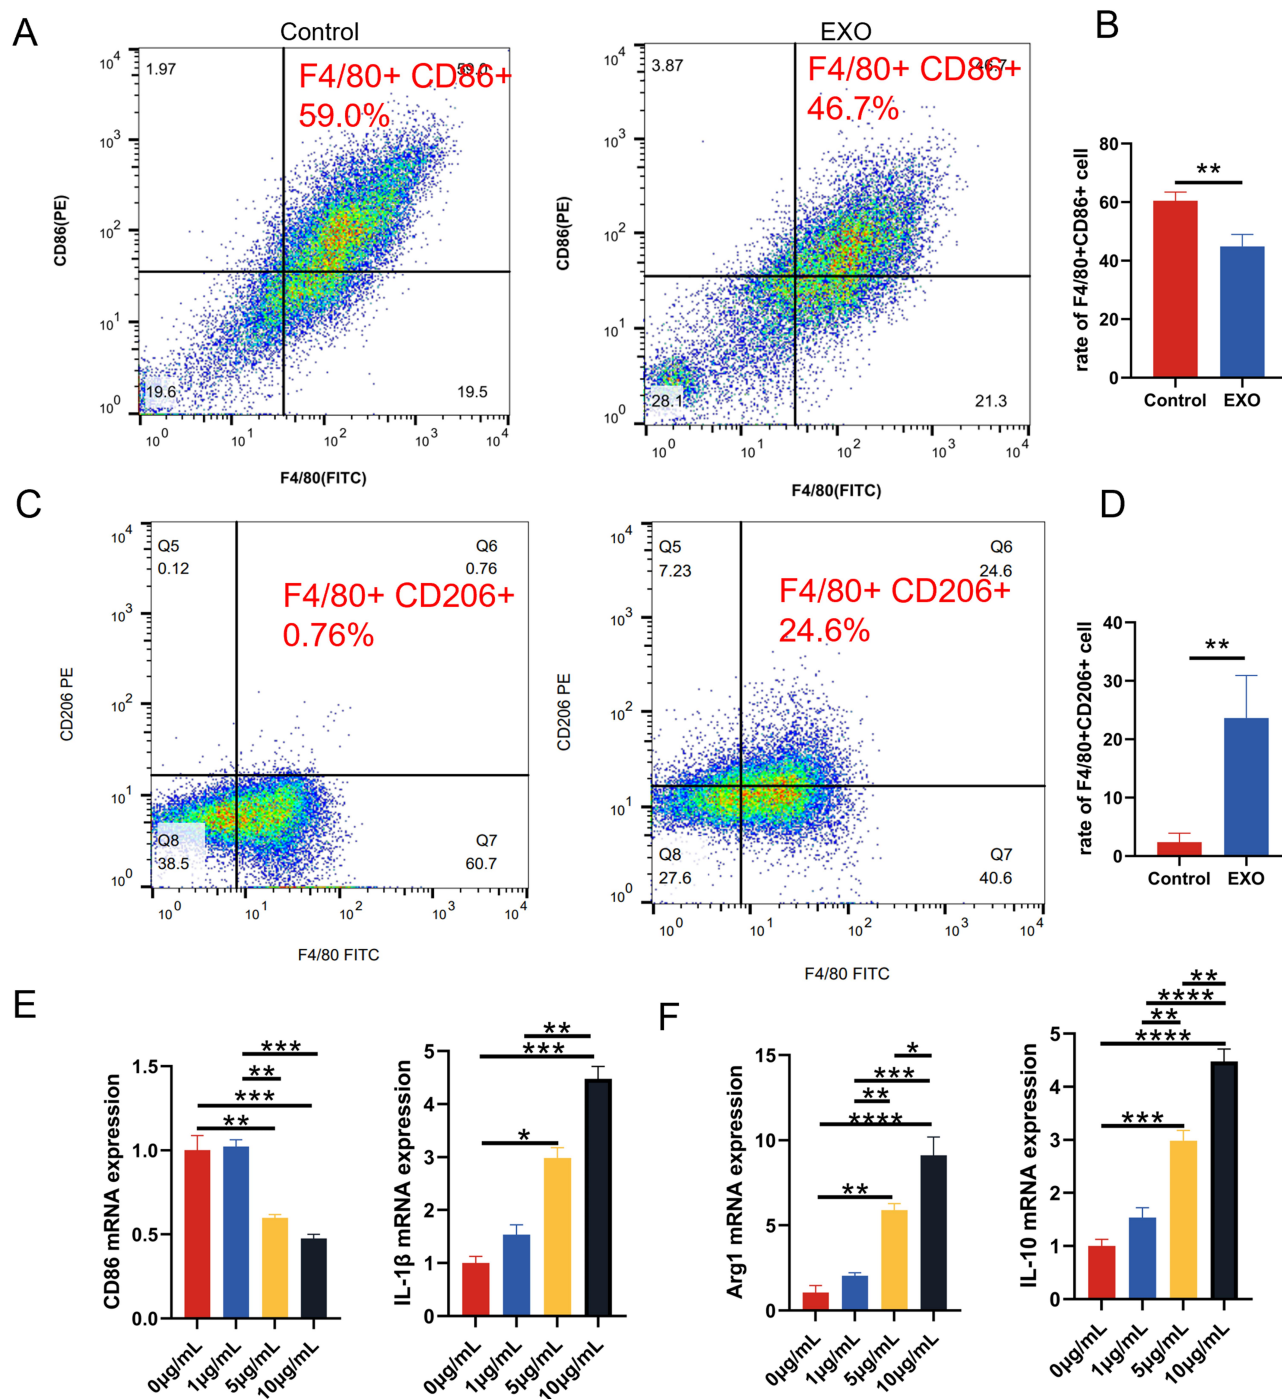 A
Control
EXO
B
10⁴
10³
10²
10¹
10⁰
CD86(PE)
1.97
59.0
F4/80+ CD86+
59.0%
19.6
19.5
10⁰ 10¹ 10² 10³ 10⁴
F4/80(FITC)
10⁴
10³
10²
10¹
10⁰
CD86(PE)
3.87
46.7
F4/80+ CD86+
46.7%
28.1
21.3
10⁰ 10¹ 10² 10³ 10⁴
F4/80(FITC)
rate of F4/80+CD86+ cell
80
60
40
20
0
**
Control EXO
C
D
10⁴
10³
10²
10¹
10⁰
CD206 PE
Q5
0.12
Q6
0.76
F4/80+ CD206+
0.76%
Q8
38.5
Q7
60.7
10⁰ 10¹ 10² 10³ 10⁴
F4/80 FITC
10⁴
10³
10²
10¹
10⁰
CD206 PE
Q5
7.23
Q6
24.6
F4/80+ CD206+
24.6%
Q8
27.6
Q7
40.6
10⁰ 10¹ 10² 10³ 10⁴
F4/80 FITC
rate of F4/80+CD206+ cell
40
30
20
10
0
**
Control EXO
E
CD86 mRNA expression
1.5
1.0
0.5
0.0
***
**
***
**
0μg/mL 1μg/mL 5μg/mL 10μg/mL
IL-1β mRNA expression
5
4
3
2
1
0
**
***
*
0μg/mL 1μg/mL 5μg/mL 10μg/mL
F
Arg1 mRNA expression
15
10
5
0
*
***
**
****
**
0μg/mL 1μg/mL 5μg/mL 10μg/mL
IL-10 mRNA expression
5
4
3
2
1
0
**
****
**
****
***
0μg/mL 1μg/mL 5μg/mL 10μg/mL